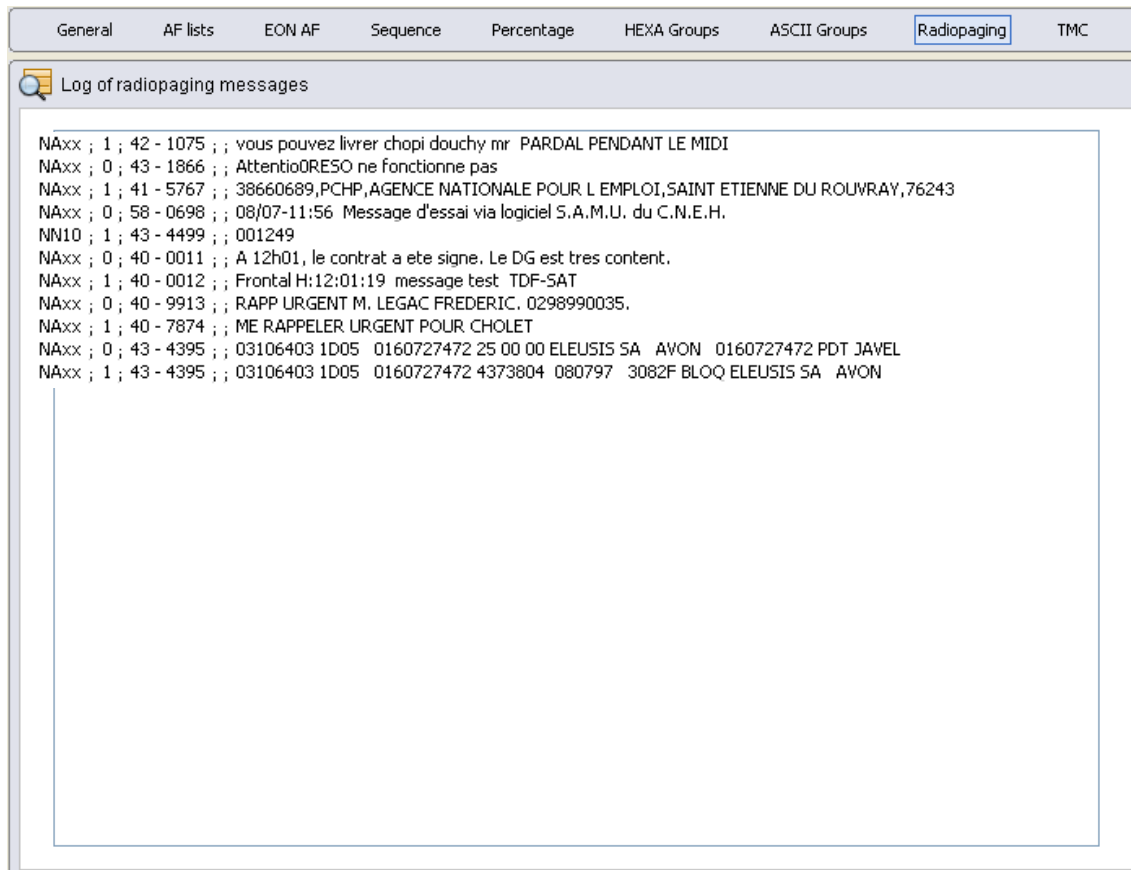 General AF lists EON AF Sequence Percentage HEXA Groups ASCII Groups Radiopaging TMC
Log of radiopaging messages
NAxx ; 1 ; 42 - 1075 ; ; vous pouvez livrer chopi douchy mr  PARDAL PENDANT LE MIDI
NAxx ; 0 ; 43 - 1866 ; ; Attentio0RESO ne fonctionne pas
NAxx ; 1 ; 41 - 5767 ; ; 38660689,PCHP,AGENCE NATIONALE POUR L EMPLOI,SAINT ETIENNE DU ROUVRAY,76243
NAxx ; 0 ; 58 - 0698 ; ; 08/07-11:56  Message d'essai via logiciel S.A.M.U. du C.N.E.H.
NN10 ; 1 ; 43 - 4499 ; ; 001249
NAxx ; 0 ; 40 - 0011 ; ; A 12h01, le contrat a ete signe. Le DG est tres content.
NAxx ; 1 ; 40 - 0012 ; ; Frontal H:12:01:19  message test  TDF-SAT
NAxx ; 0 ; 40 - 9913 ; ; RAPP URGENT M. LEGAC FREDERIC. 0298990035.
NAxx ; 1 ; 40 - 7874 ; ; ME RAPPELER URGENT POUR CHOLET
NAxx ; 0 ; 43 - 4395 ; ; 03106403 1D05   0160727472 25 00 00 ELEUSIS SA   AVON   0160727472 PDT JAVEL
NAxx ; 1 ; 43 - 4395 ; ; 03106403 1D05   0160727472 4373804  080797   3082F BLOQ ELEUSIS SA   AVON